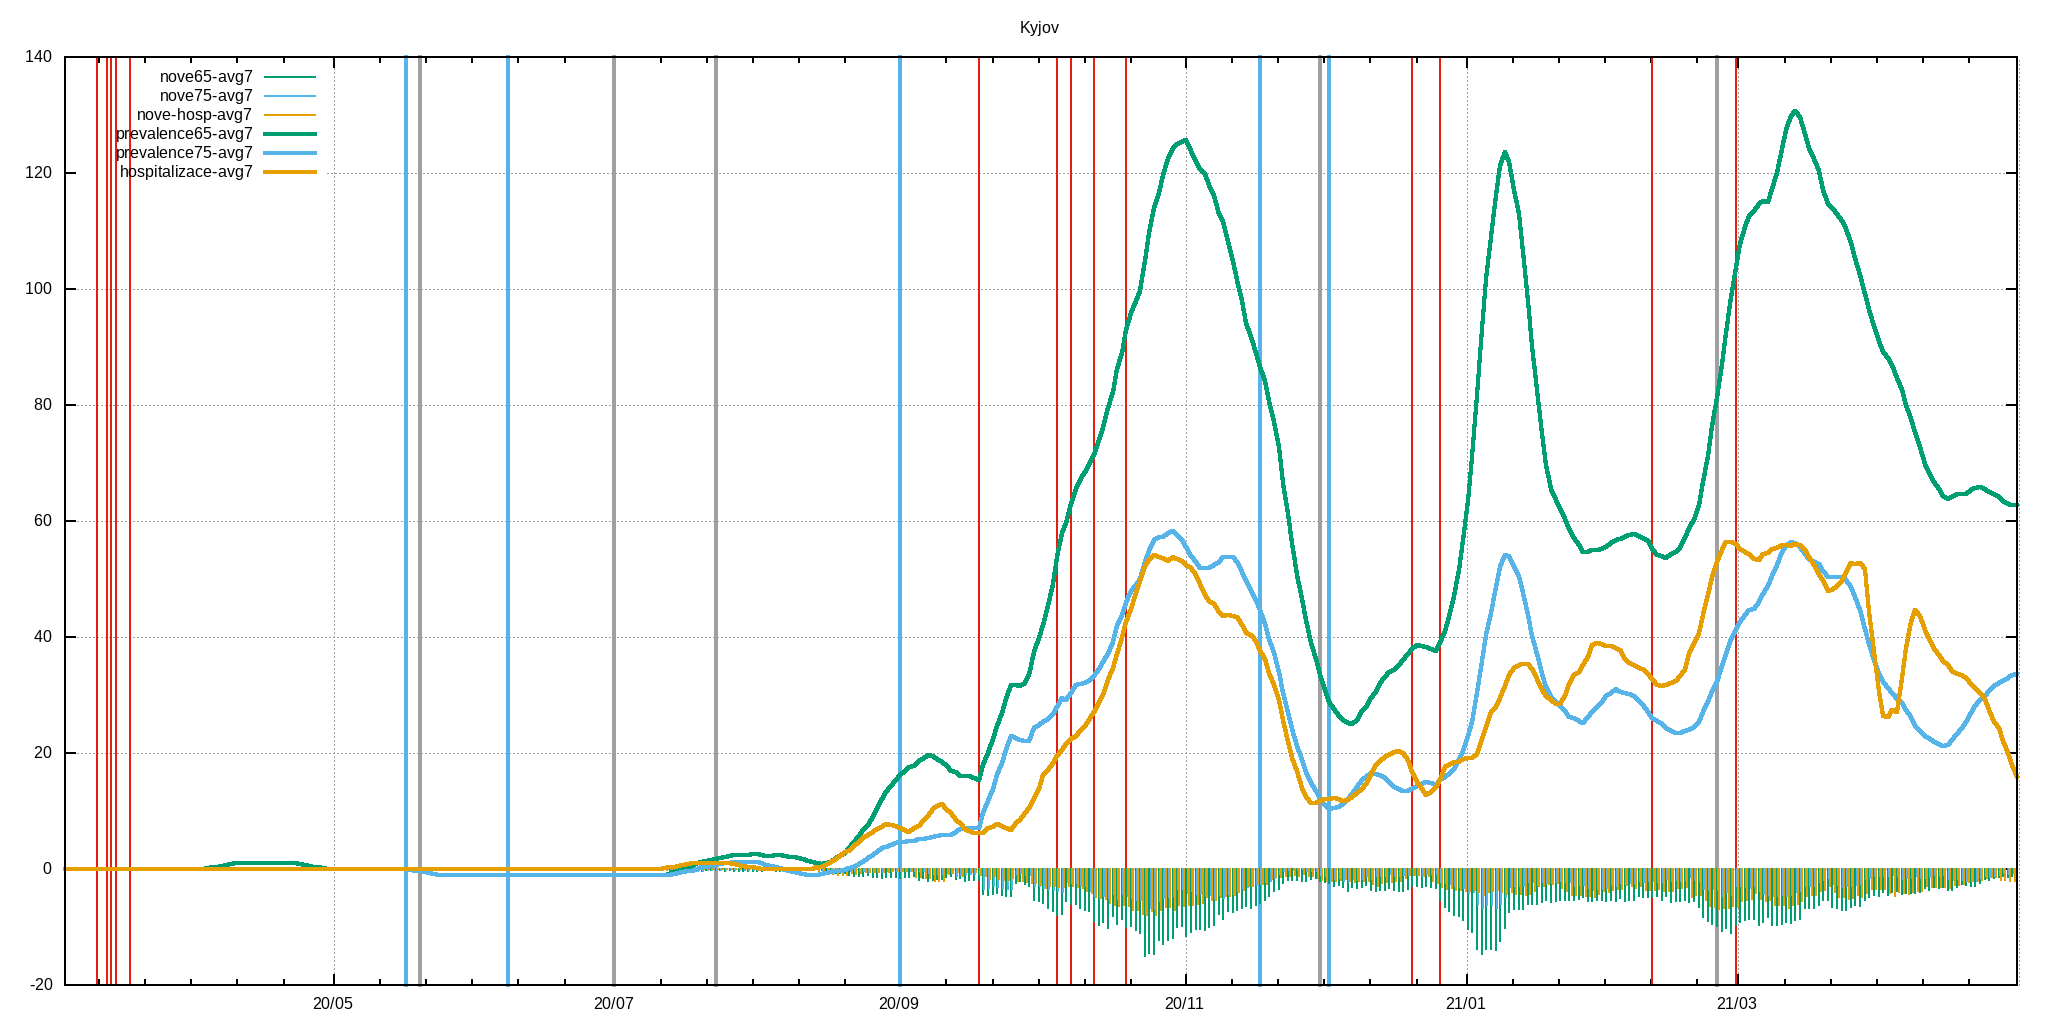 Kyjov
140
120
100
80
60
40
20
0
-20
nove65-avg7
nove75-avg7
nove-hosp-avg7
prevalence65-avg7
prevalence75-avg7
hospitalizace-avg7
20/05 20/07 20/09 20/11 21/01 21/03